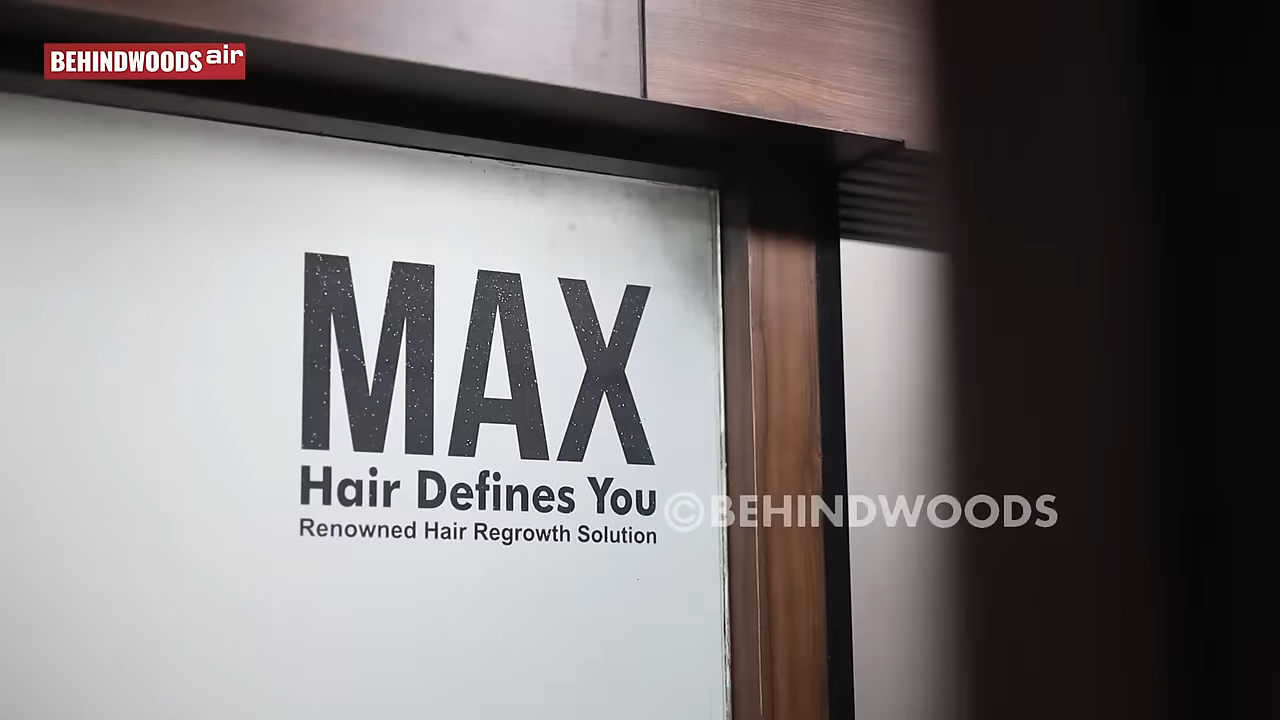 BEHINDWOODS air
MAX
Hair Defines You
Renowned Hair Regrowth Solution
©BEHINDWOODS